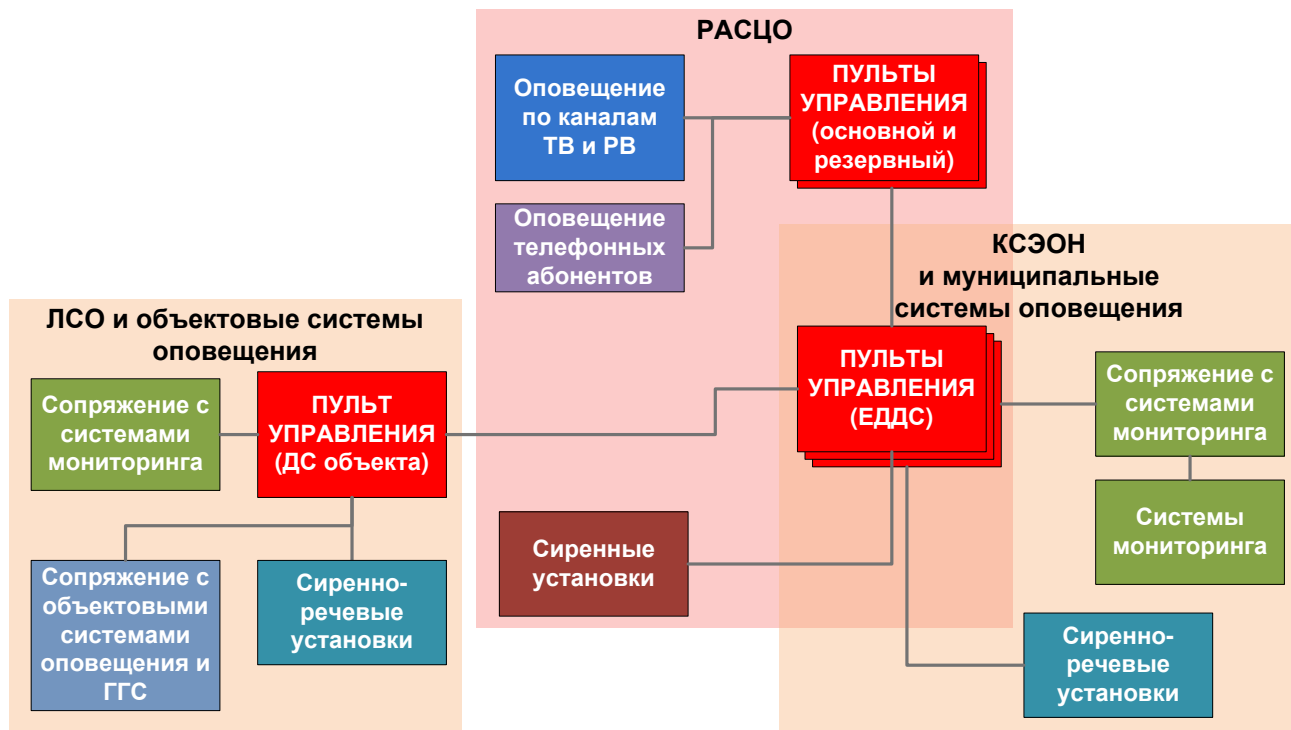 РАСЦО
Оповещение
по каналам
ТВ и РВ
ПУЛЬТЫ
УПРАВЛЕНИЯ
(основной и
резервный)
Оповещение
телефонных
абонентов
КСЭОН
и муниципальные
системы оповещения
ЛСО и объектовые системы
оповещения
Сопряжение с
системами
мониторинга
ПУЛЬТ
УПРАВЛЕНИЯ
(ДС объекта)
ПУЛЬТЫ
УПРАВЛЕНИЯ
(ЕДДС)
Сопряжение с
системами
мониторинга
Системы
мониторинга
Сиренные
установки
Сопряжение с
объектовыми
системами
оповещения и
ГГС
Сиренно-
речевые
установки
Сиренно-
речевые
установки